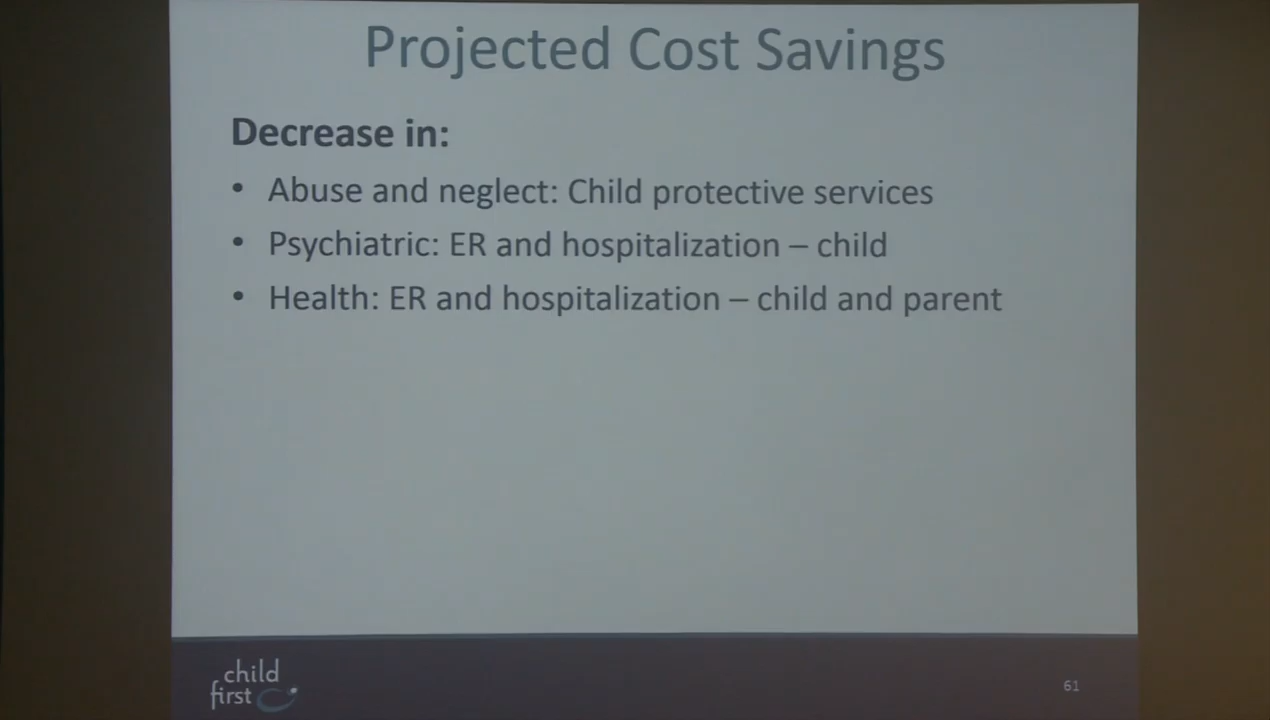 Projected Cost Savings
Decrease in:
• Abuse and neglect: Child protective services
• Psychiatric: ER and hospitalization – child
• Health: ER and hospitalization – child and parent
child
first
61